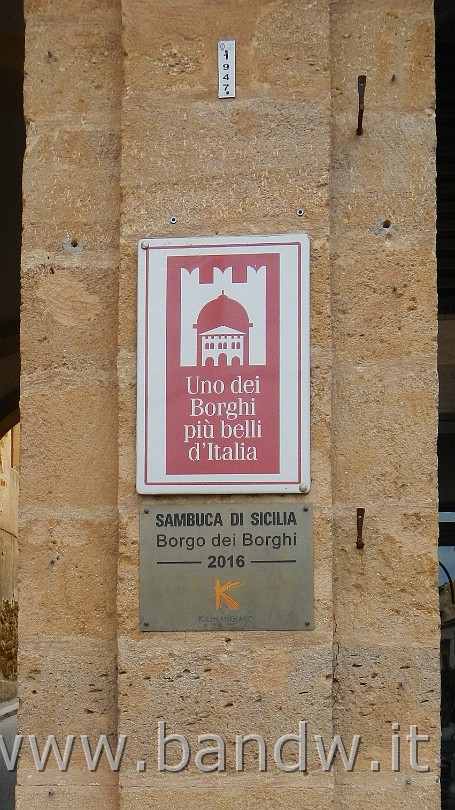 1947
Uno dei
Borghi
più belli
d'Italia
SAMBUCA DI SICILIA
Borgo dei Borghi
2016
K
KILIMANGIARO
www.bandw.it